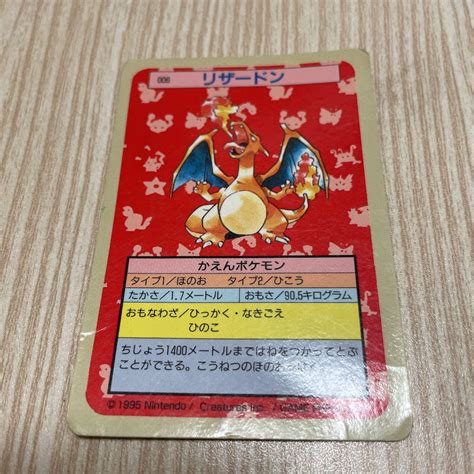 006 リザードン
かえんポケモン
タイプ1/ほのお タイプ2/ひこう
たかさ/1.7メートル おもさ/90.5キログラム
おもなわざ/ひっかく・なきごえ
ひのこ
ちじょう1400メートルまではねをつかってとぶ
ことができる。こうねつのほのお
© 1995 Nintendo / Creatures inc. / GAME